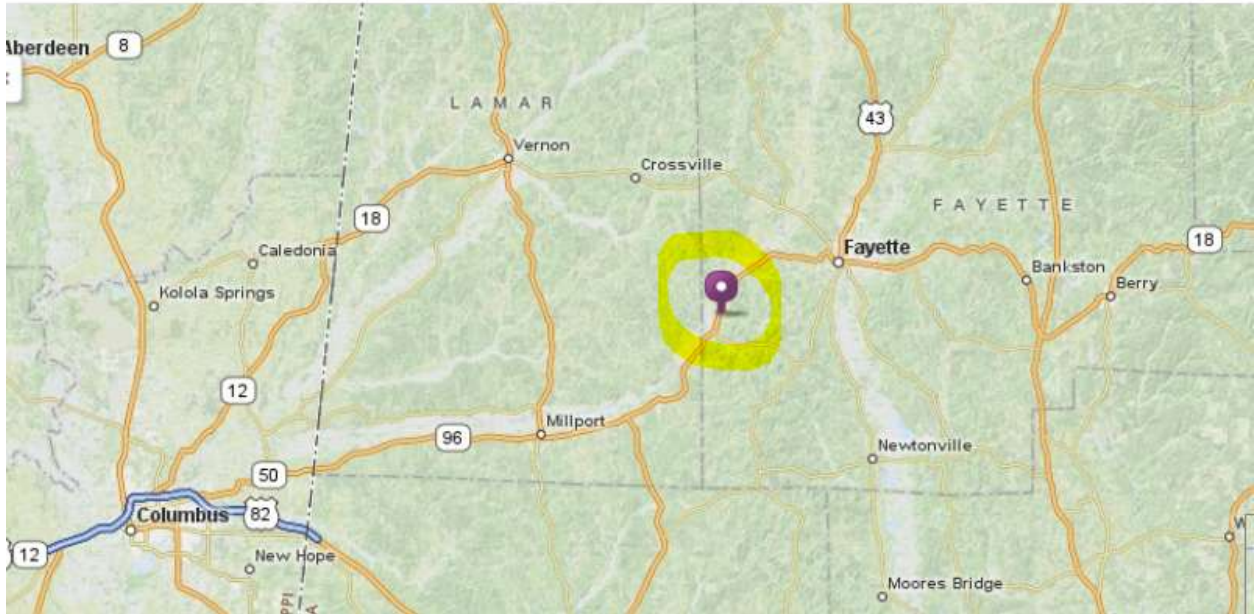 Aberdeen
8
43
LAMAR
Vernon
Crossville
FAYETTE
18
18
Fayette
Caledonia
Bankston
Berry
Kolola Springs
12
Millport
96
Newtonville
50
Columbus
82
12
New Hope
Moores Bridge
W
PPI
A